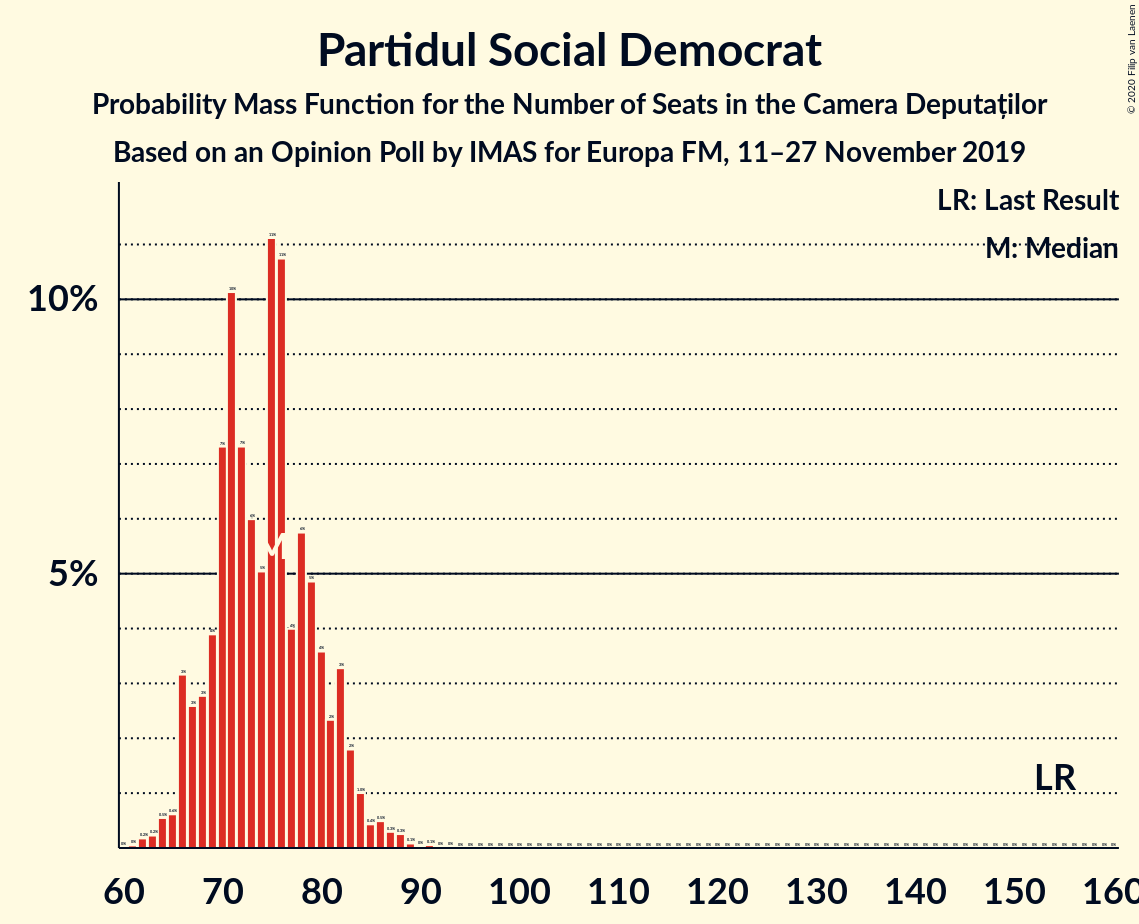 Partidul Social Democrat
Probability Mass Function for the Number of Seats in the Camera Deputaților
Based on an Opinion Poll by IMAS for Europa FM, 11–27 November 2019
© 2020 Filip van Laenen
LR: Last Result
M: Median
10%
5%
M
LR
60 70 80 90 100 110 120 130 140 150 160